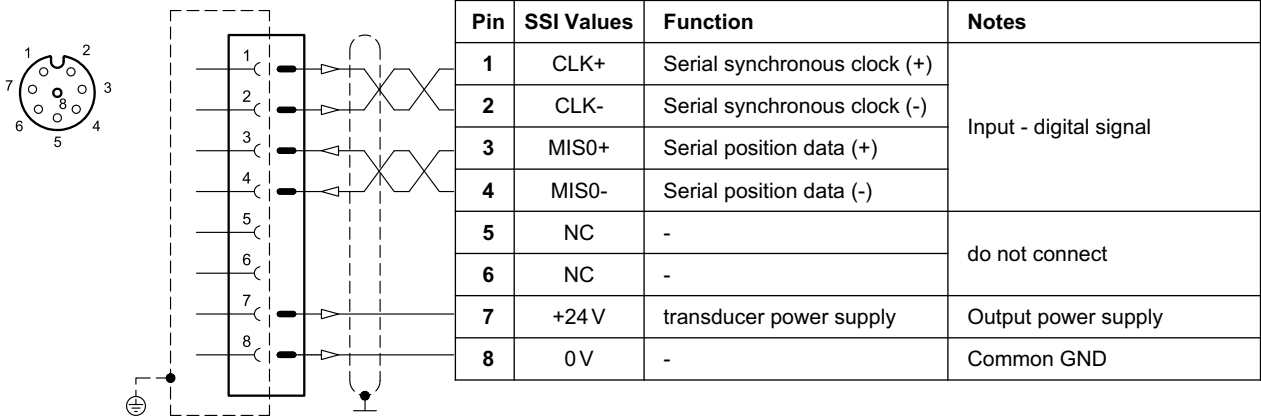 1 2
7 3
8
6 4
5
1
2
3
4
5
6
7
8
Pin SSI Values Function Notes
1 CLK+ Serial synchronous clock (+)
2 CLK- Serial synchronous clock (-)
Input - digital signal
3 MIS0+ Serial position data (+)
4 MIS0- Serial position data (-)
5 NC -
do not connect
6 NC -
7 +24 V transducer power supply Output power supply
8 0 V - Common GND